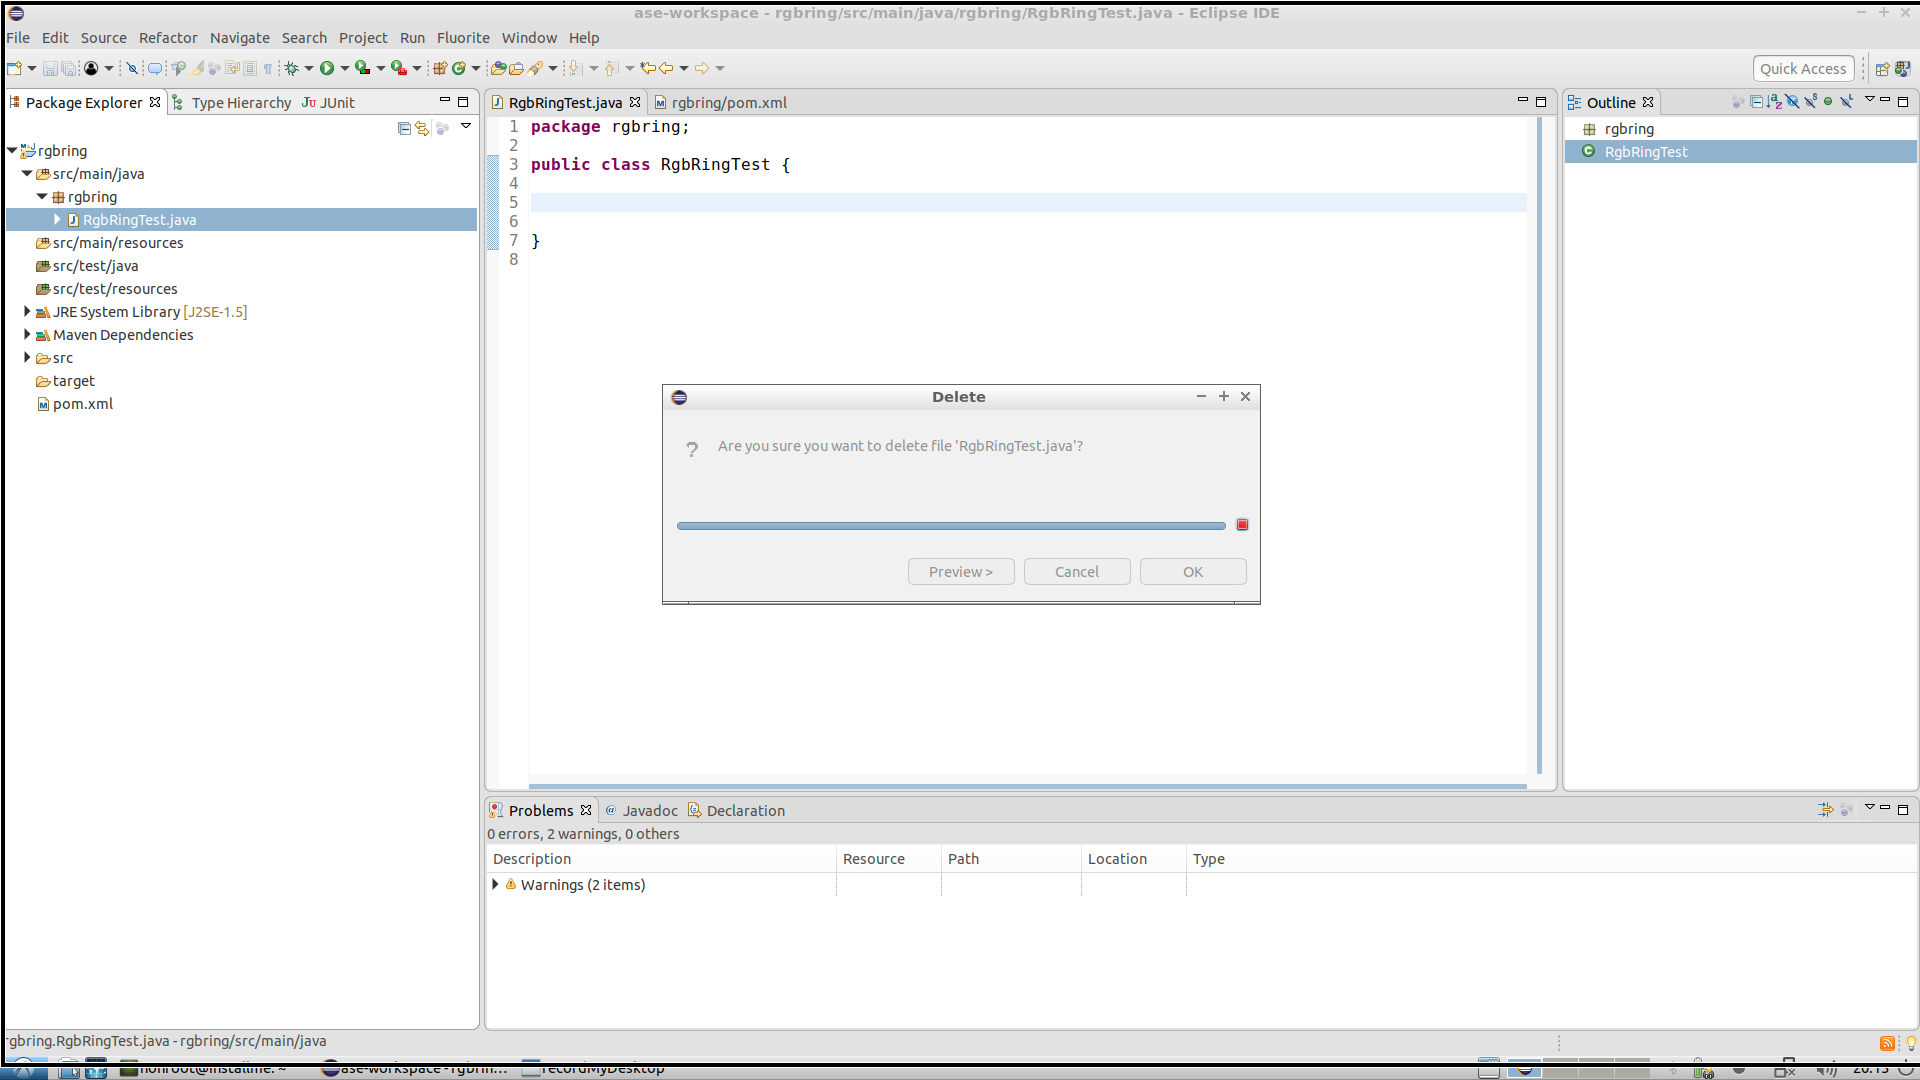 ase-workspace - rgbring/src/main/java/rgbring/RgbRingTest.java - Eclipse IDE
File Edit Source Refactor Navigate Search Project Run Fluorite Window Help
Quick Access
Package Explorer Type Hierarchy JUnit
RgbRingTest.java rgbring/pom.xml
Outline
rgbring
src/main/java
rgbring
RgbRingTest.java
src/main/resources
src/test/java
src/test/resources
JRE System Library [J2SE-1.5]
Maven Dependencies
src
target
pom.xml
1 package rgbring;
2
3 public class RgbRingTest {
4
5
6
7 }
8
rgbring
RgbRingTest
Delete
Are you sure you want to delete file 'RgbRingTest.java'?
Preview > Cancel OK
Problems Javadoc Declaration
0 errors, 2 warnings, 0 others
Description Resource Path Location Type
Warnings (2 items)
rgbring.RgbRingTest.java - rgbring/src/main/java
nonroot@installme: ~ ase-workspace - rgbrin... recordMyDesktop 20:15